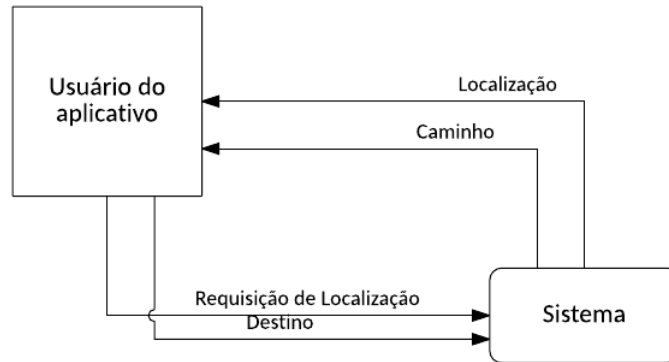 Usuário do
aplicativo
Localização
Caminho
Requisição de Localização
Destino
Sistema